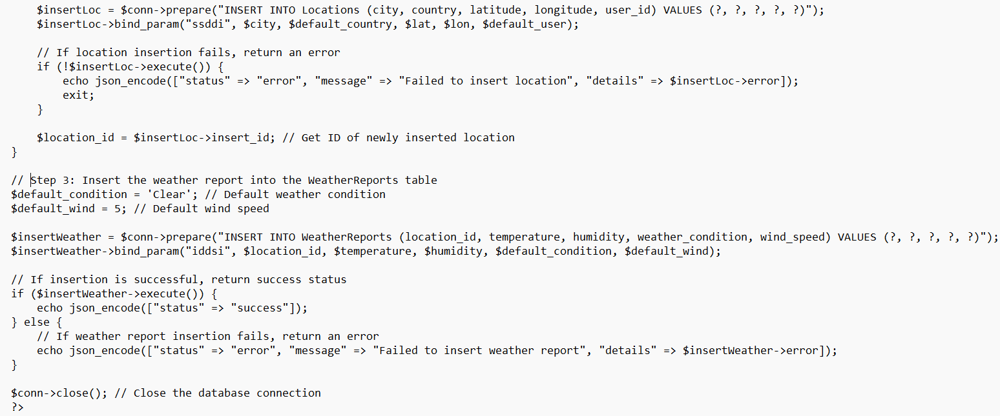 $insertLoc = $conn->prepare("INSERT INTO Locations (city, country, latitude, longitude, user_id) VALUES (?, ?, ?, ?, ?)");
    $insertLoc->bind_param("ssddi", $city, $default_country, $lat, $lon, $default_user);

    // If location insertion fails, return an error
    if (!$insertLoc->execute()) {
        echo json_encode(["status" => "error", "message" => "Failed to insert location", "details" => $insertLoc->error]);
        exit;
    }

    $location_id = $insertLoc->insert_id; // Get ID of newly inserted location
}

// Step 3: Insert the weather report into the WeatherReports table
$default_condition = 'Clear'; // Default weather condition
$default_wind = 5; // Default wind speed

$insertWeather = $conn->prepare("INSERT INTO WeatherReports (location_id, temperature, humidity, weather_condition, wind_speed) VALUES (?, ?, ?, ?, ?)");
$insertWeather->bind_param("iddsi", $location_id, $temperature, $humidity, $default_condition, $default_wind);

// If insertion is successful, return success status
if ($insertWeather->execute()) {
    echo json_encode(["status" => "success"]);
} else {
    // If weather report insertion fails, return an error
    echo json_encode(["status" => "error", "message" => "Failed to insert weather report", "details" => $insertWeather->error]);
}

$conn->close(); // Close the database connection
?>